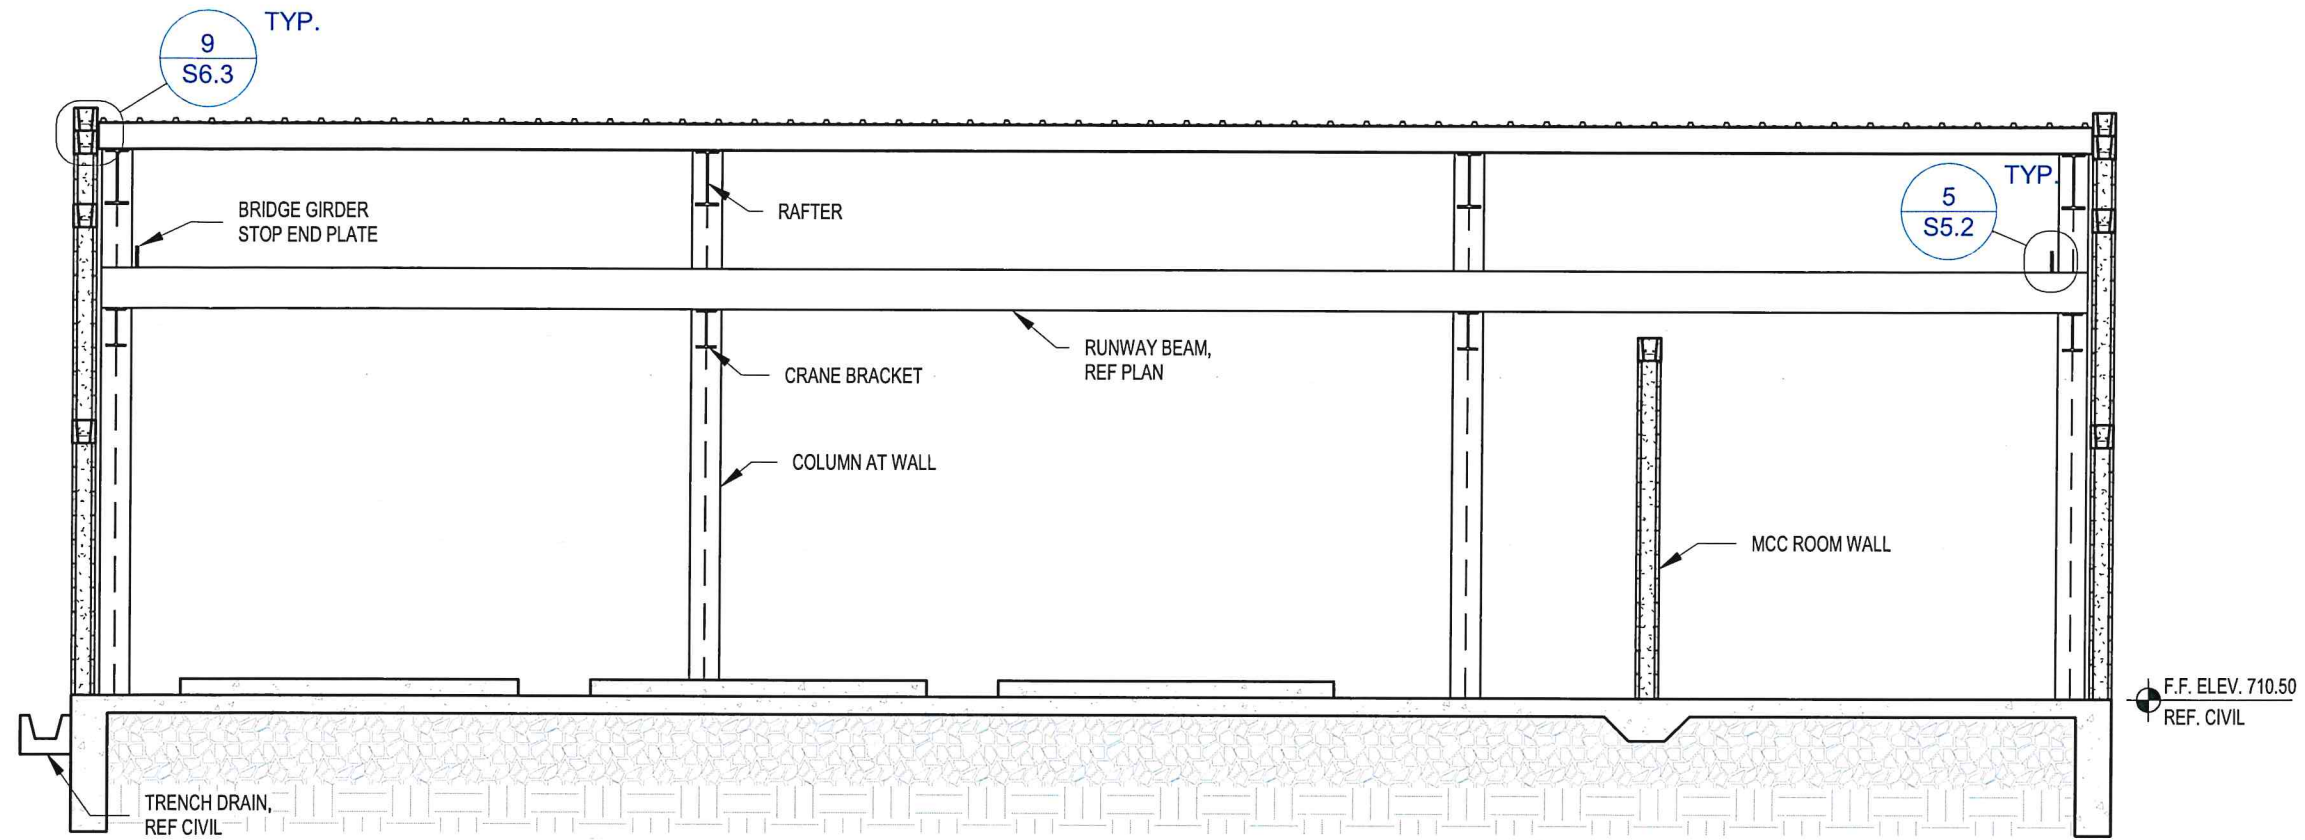 9
S6.3
TYP.
BRIDGE GIRDER
STOP END PLATE
RAFTER
5
S5.2
TYP.
CRANE BRACKET
RUNWAY BEAM,
REF PLAN
COLUMN AT WALL
MCC ROOM WALL
F.F. ELEV. 710.50
REF. CIVIL
TRENCH DRAIN,
REF CIVIL